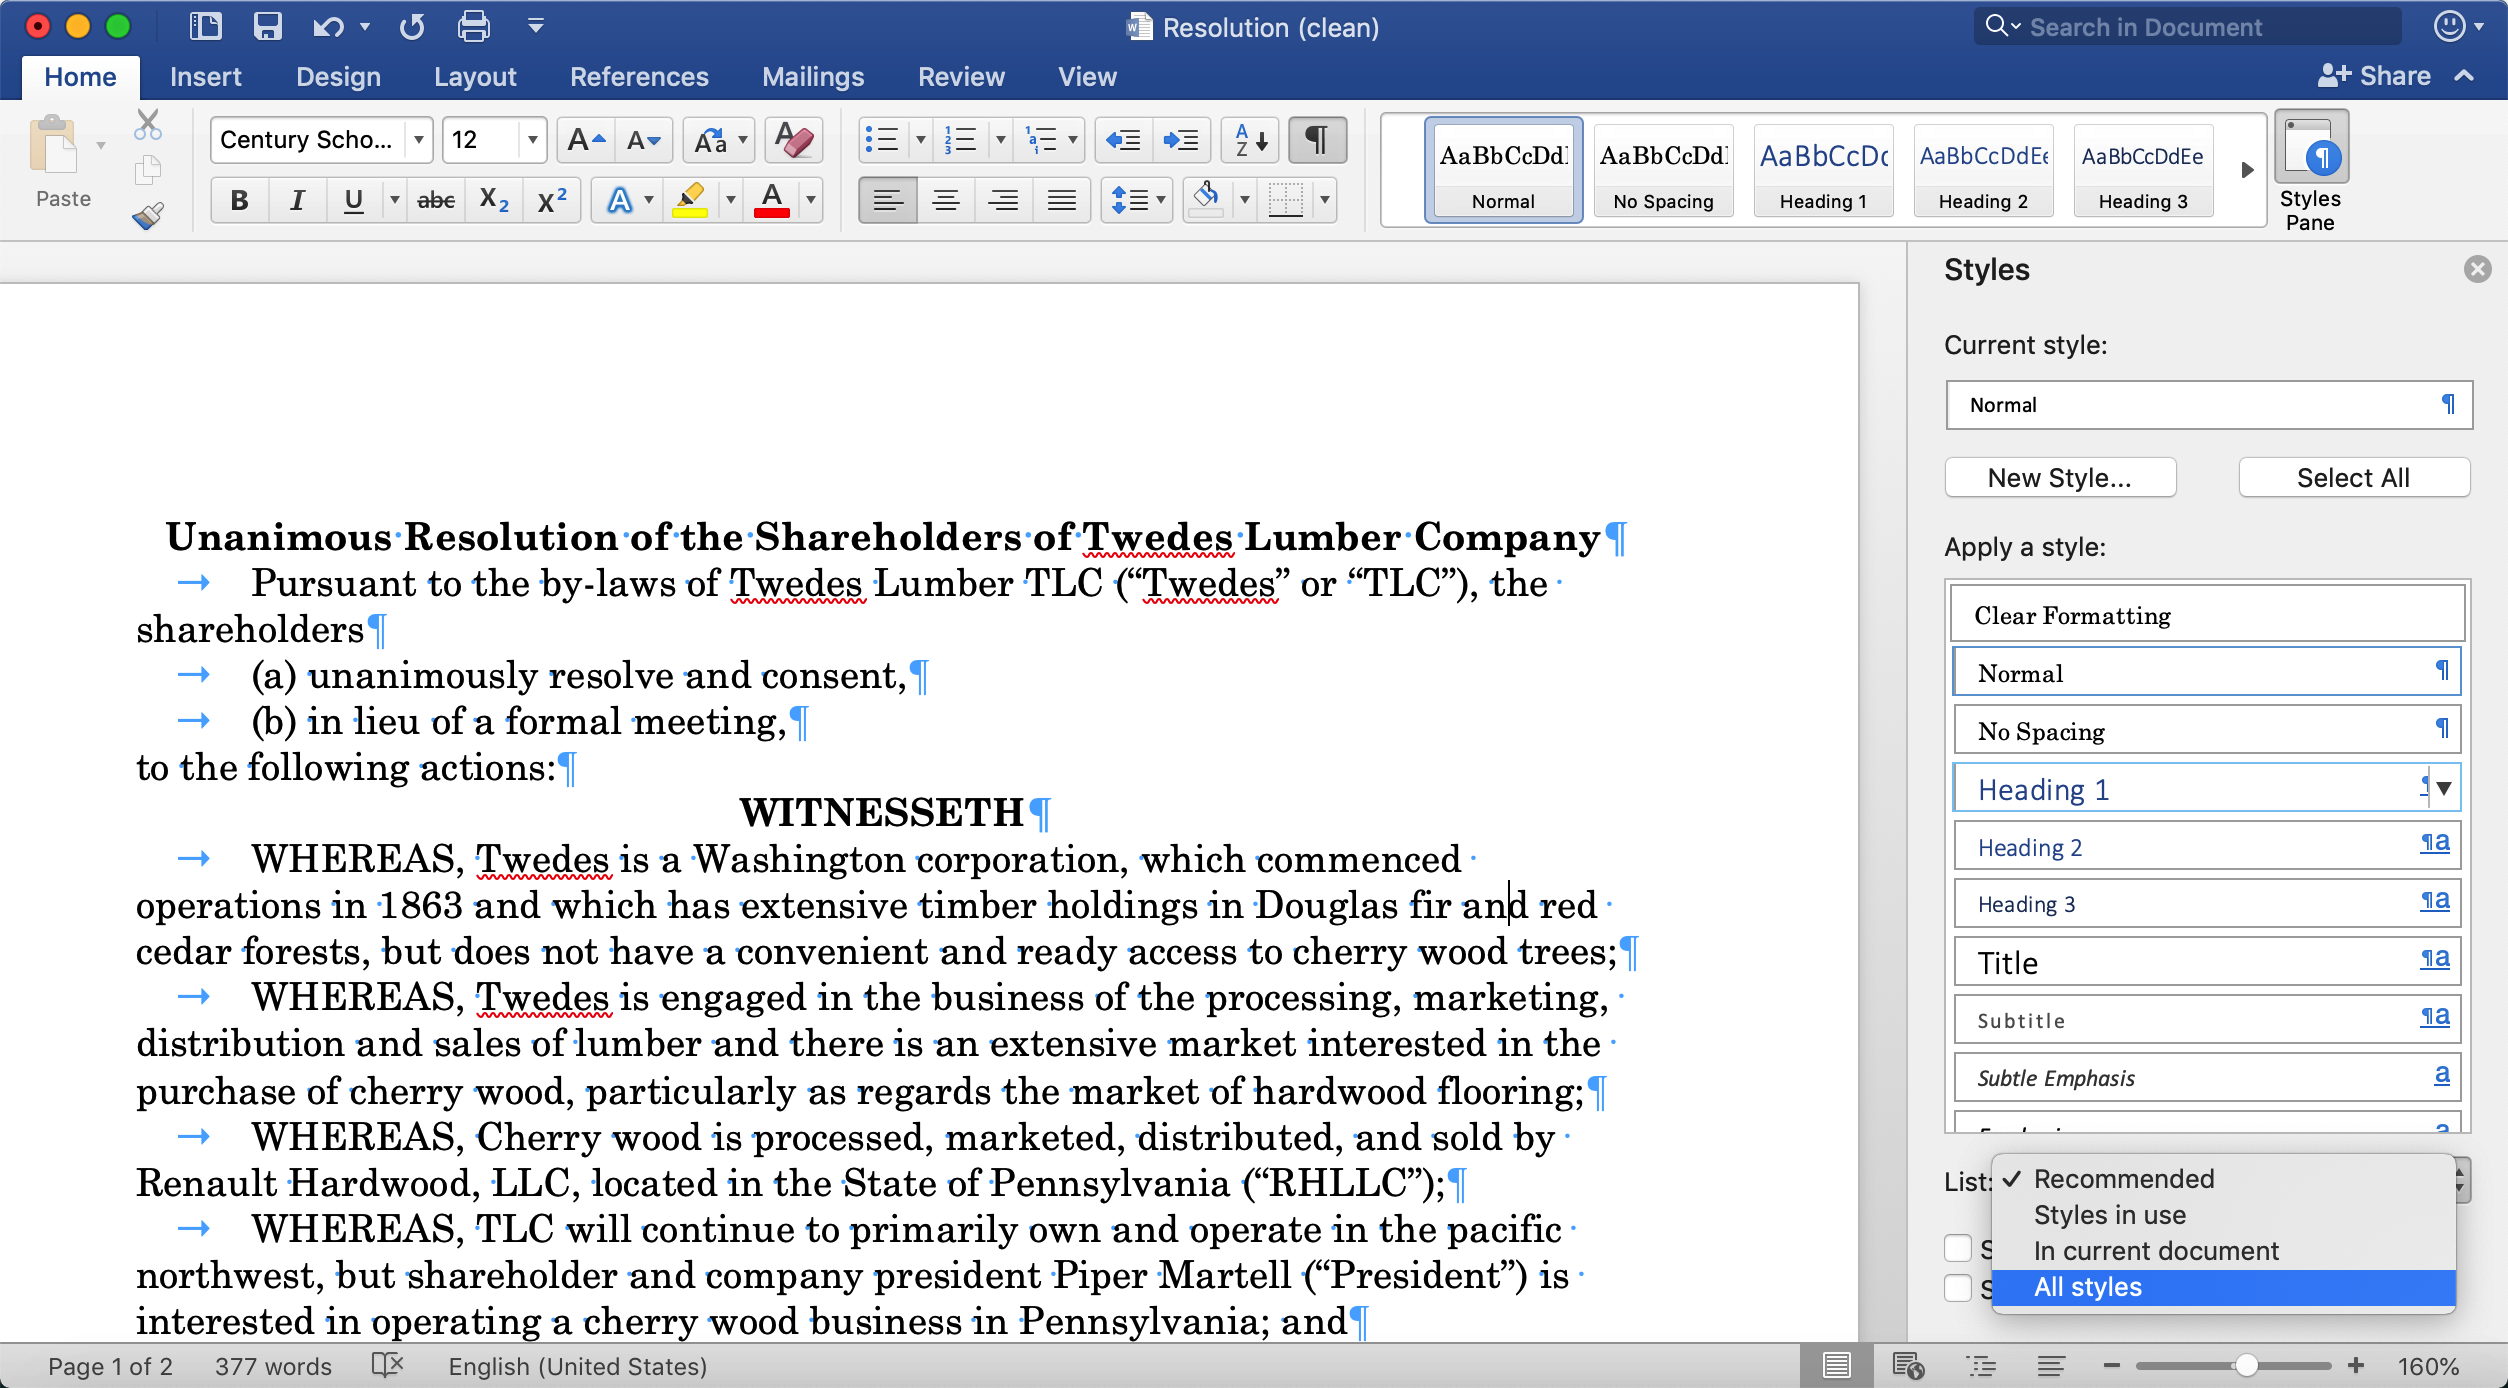 Resolution (clean)
Search in Document
Home Insert Design Layout References Mailings Review View
Share
Paste
Century Scho... 12
AaBbCcDd AaBbCcDd AaBbCcDc AaBbCcDdEe AaBbCcDdEe
Normal No Spacing Heading 1 Heading 2 Heading 3
Styles
Pane
B I U abc X2 X2 A A
Styles
Current style:
Normal
New Style... Select All
Apply a style:
Clear Formatting
Normal
No Spacing
Heading 1
Heading 2
Heading 3
Title
Subtitle
Subtle Emphasis
List:
✓ Recommended
Styles in use
In current document
All styles
Unanimous Resolution of the Shareholders of Twedes Lumber Company¶
→ Pursuant to the by-laws of Twedes Lumber TLC (“Twedes” or “TLC”), the
shareholders¶
→ (a) unanimously resolve and consent,¶
→ (b) in lieu of a formal meeting,¶
to the following actions:¶
WITNESSETH¶
→ WHEREAS, Twedes is a Washington corporation, which commenced
operations in 1863 and which has extensive timber holdings in Douglas fir and red
cedar forests, but does not have a convenient and ready access to cherry wood trees;¶
→ WHEREAS, Twedes is engaged in the business of the processing, marketing,
distribution and sales of lumber and there is an extensive market interested in the
purchase of cherry wood, particularly as regards the market of hardwood flooring;¶
→ WHEREAS, Cherry wood is processed, marketed, distributed, and sold by
Renault Hardwood, LLC, located in the State of Pennsylvania (“RHLLC”);¶
→ WHEREAS, TLC will continue to primarily own and operate in the pacific
northwest, but shareholder and company president Piper Martell (“President”) is
interested in operating a cherry wood business in Pennsylvania; and¶
Page 1 of 2 377 words English (United States) 160%